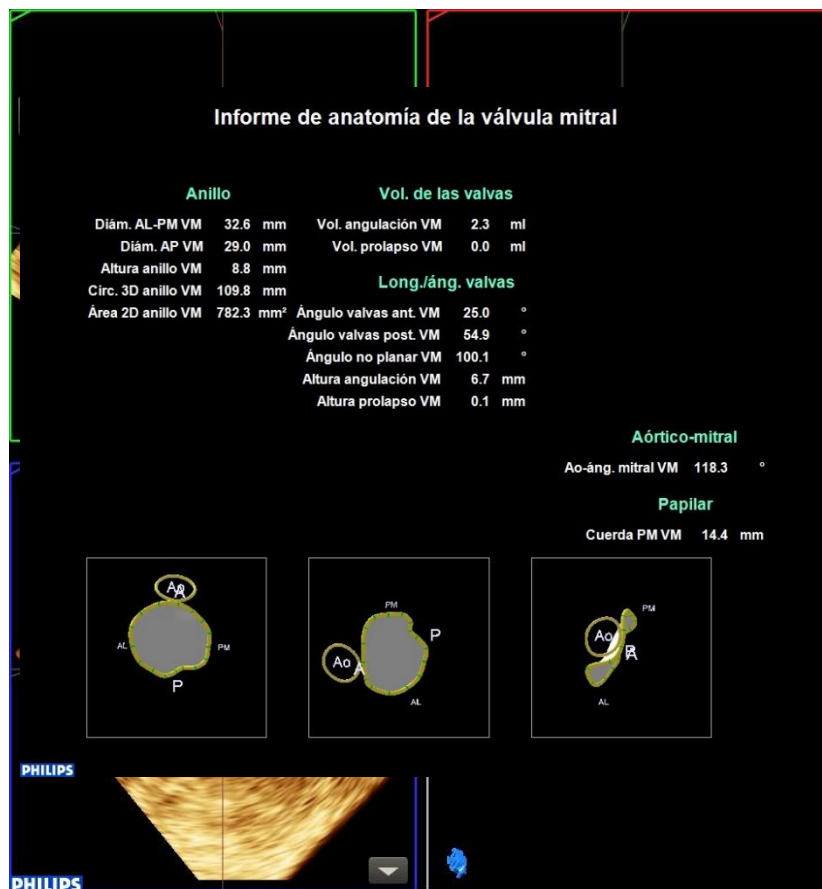 Informe de anatomía de la válvula mitral
Anillo
Diám. AL-PM VM 32.6 mm
Diám. AP VM 29.0 mm
Altura anillo VM 8.8 mm
Circ. 3D anillo VM 109.8 mm
Área 2D anillo VM 782.3 mm²
Vol. de las valvas
Vol. angulación VM 2.3 ml
Vol. prolapso VM 0.0 ml
Long./áng. valvas
Ángulo valvas ant. VM 25.0 °
Ángulo valvas post. VM 54.9 °
Ángulo no planar VM 100.1 °
Altura angulación VM 6.7 mm
Altura prolapso VM 0.1 mm
Aórtico-mitral
Ao-áng. mitral VM 118.3 °
Papilar
Cuerda PM VM 14.4 mm
Ao
A
AL
PM
P
PM
P
Ao
A
AL
PM
Ao
P
A
AL
PHILIPS
PHILIPS